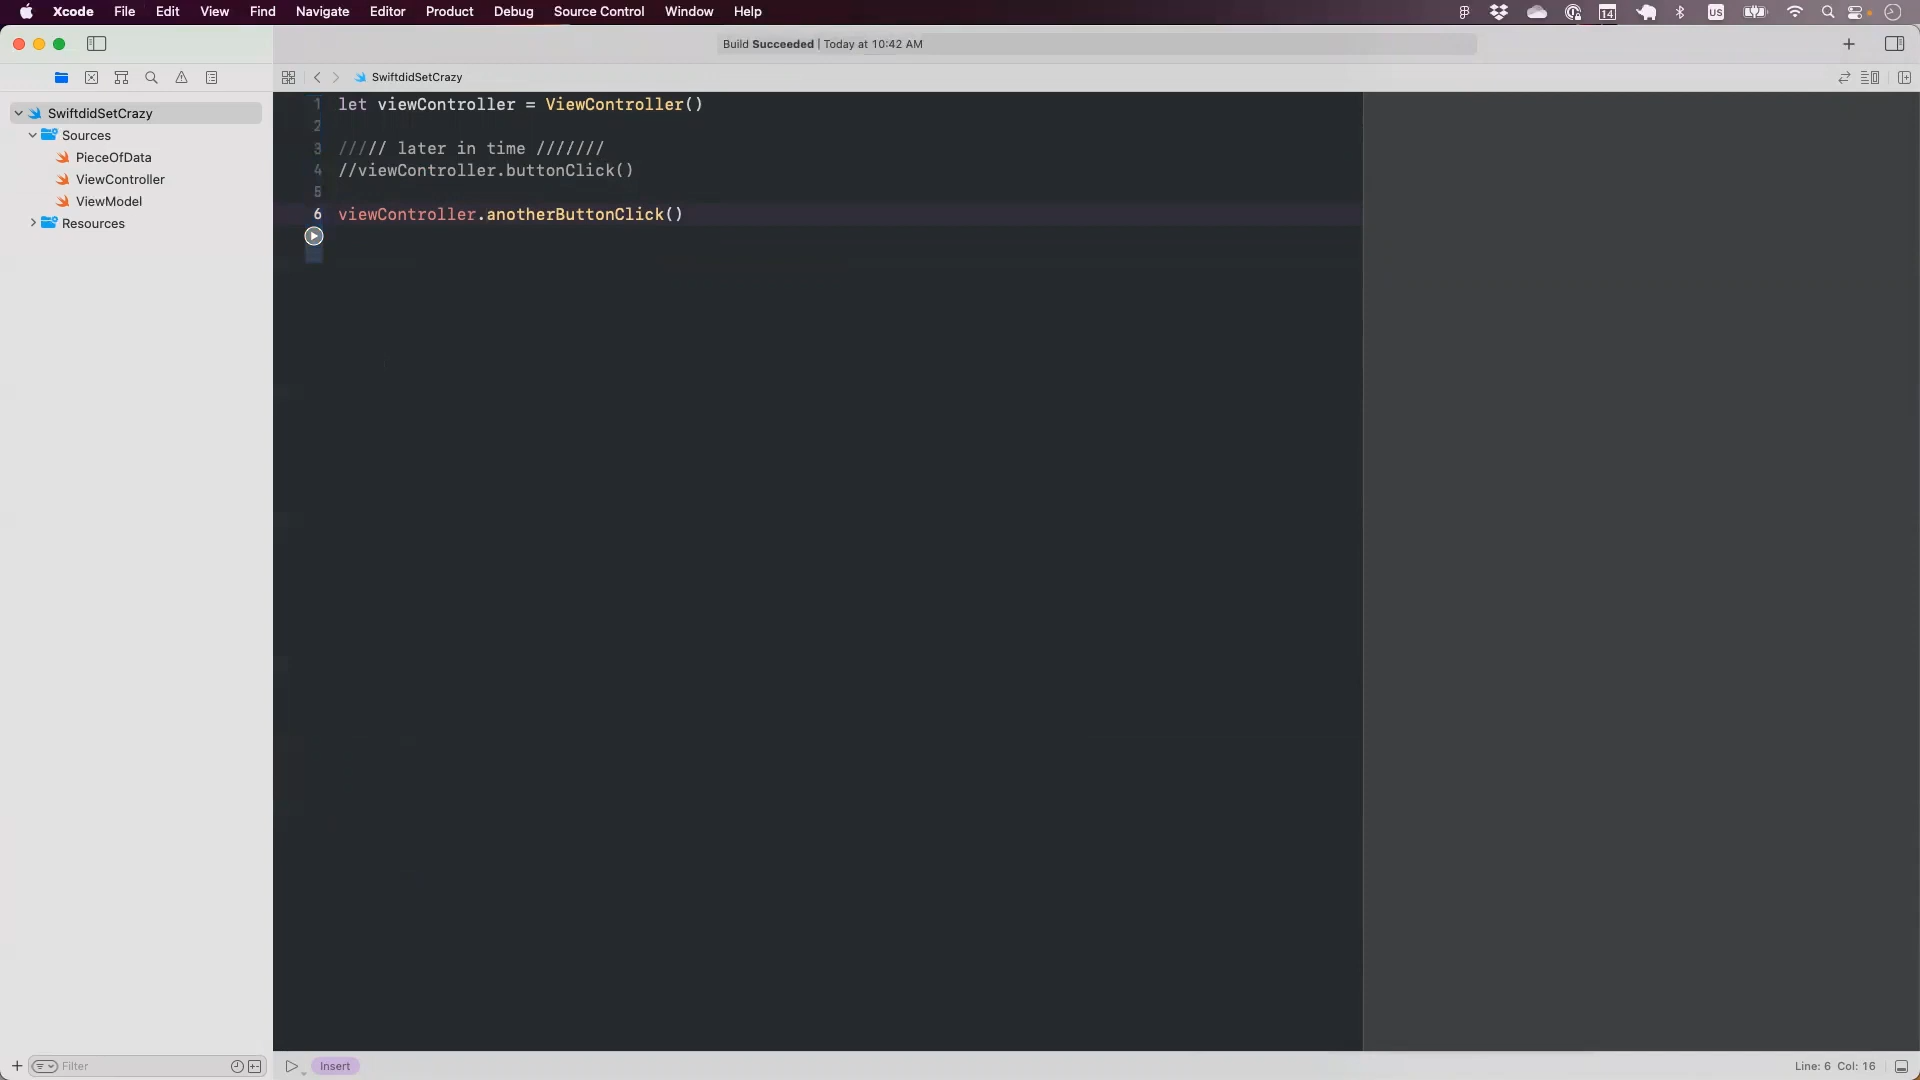 Xcode File Edit View Find Navigate Editor Product Debug Source Control Window Help 14 US
Build Succeeded | Today at 10:42 AM
SwiftdidSetCrazy
SwiftdidSetCrazy
Sources
PieceOfData
ViewController
ViewModel
Resources
1 let viewController = ViewController()
2
3 ///// later in time ///////
4 //viewController.buttonClick()
5
6 viewController.anotherButtonClick()
Filter
Insert
Line: 6 Col: 16